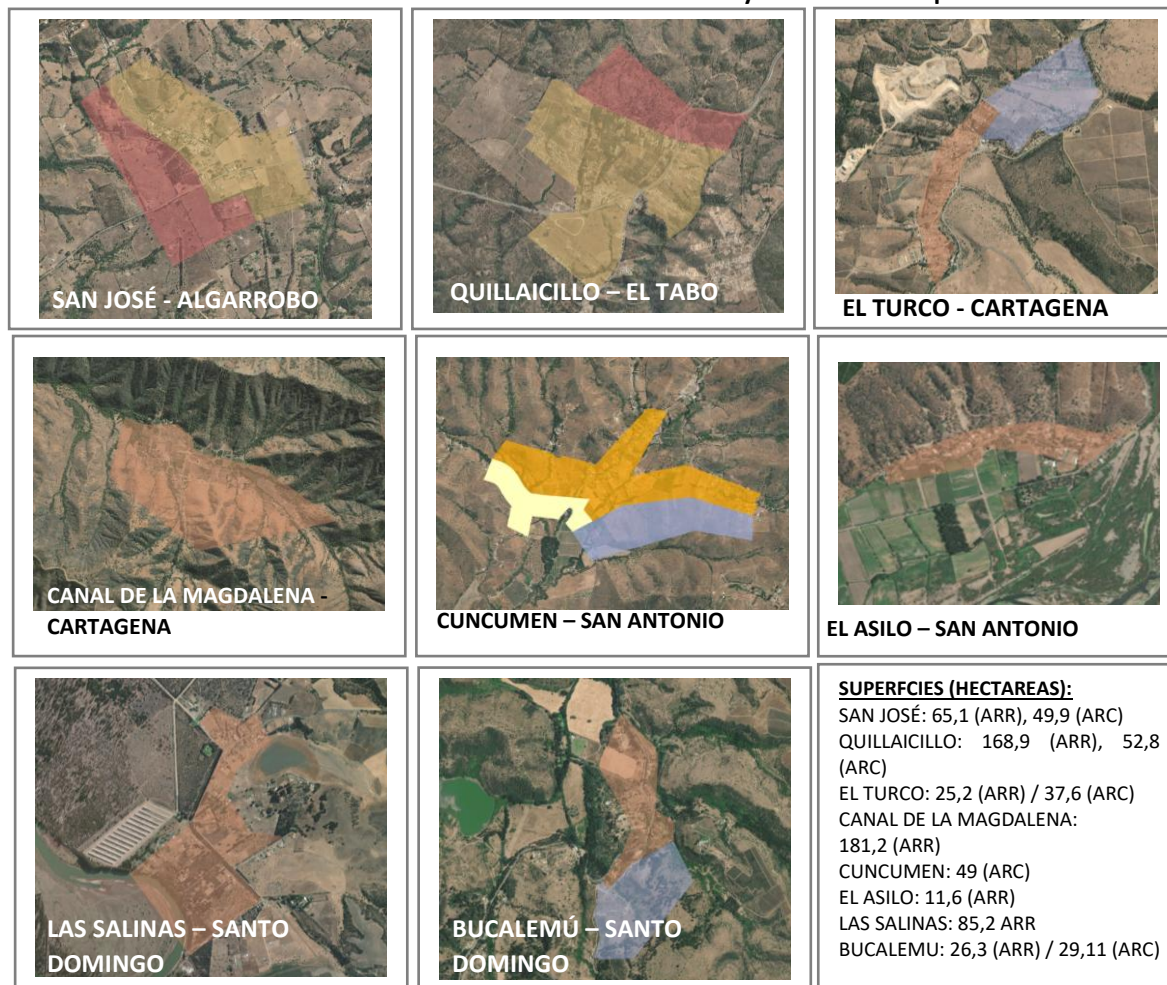 SAN JOSÉ - ALGARROBO
QUILLAICILLO – EL TABO
EL TURCO - CARTAGENA
CANAL DE LA MAGDALENA -
CARTAGENA
CUNCUMEN – SAN ANTONIO
EL ASILO – SAN ANTONIO
LAS SALINAS – SANTO
DOMINGO
BUCALEMÚ – SANTO
DOMINGO
SUPERFCIES (HECTAREAS):
SAN JOSÉ: 65,1 (ARR), 49,9 (ARC)
QUILLAICILLO: 168,9 (ARR), 52,8
(ARC)
EL TURCO: 25,2 (ARR) / 37,6 (ARC)
CANAL DE LA MAGDALENA:
181,2 (ARR)
CUNCUMEN: 49 (ARC)
EL ASILO: 11,6 (ARR)
LAS SALINAS: 85,2 ARR
BUCALEMU: 26,3 (ARR) / 29,11 (ARC)